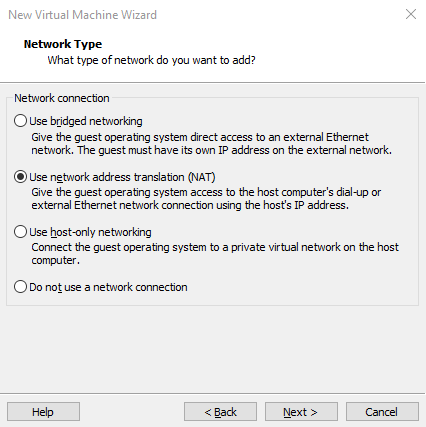 New Virtual Machine Wizard
Network Type
What type of network do you want to add?
Network connection
Use bridged networking
Give the guest operating system direct access to an external Ethernet
network. The guest must have its own IP address on the external network.
Use network address translation (NAT)
Give the guest operating system access to the host computer's dial-up or
external Ethernet network connection using the host's IP address.
Use host-only networking
Connect the guest operating system to a private virtual network on the host
computer.
Do not use a network connection
Help
< Back
Next >
Cancel